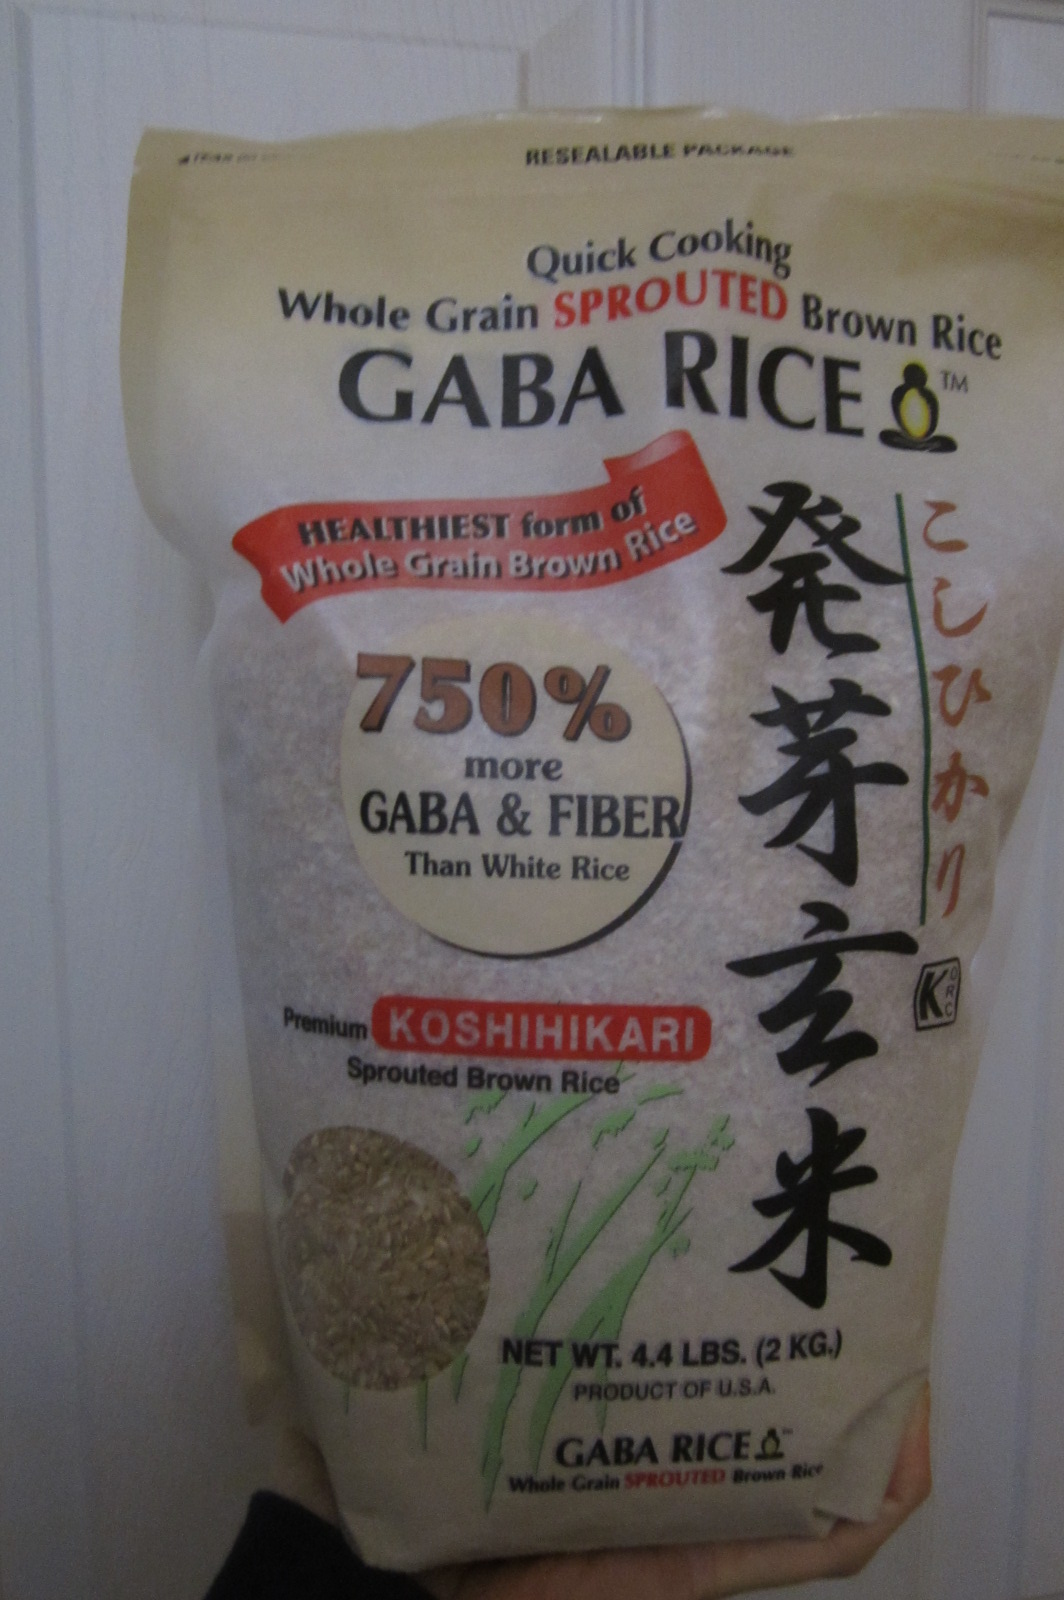 RESEALABLE PACKAGE
Quick Cooking
Whole Grain SPROUTED Brown Rice
GABA RICE TM
HEALTHIEST form of
Whole Grain Brown Rice
こしひかり
発芽玄米
750%
more
GABA & FIBER
Than White Rice
K ORC
Premium KOSHIHIKARI
Sprouted Brown Rice
NET WT. 4.4 LBS. (2 KG.)
PRODUCT OF U.S.A.
GABA RICE
Whole Grain SPROUTED Brown Rice